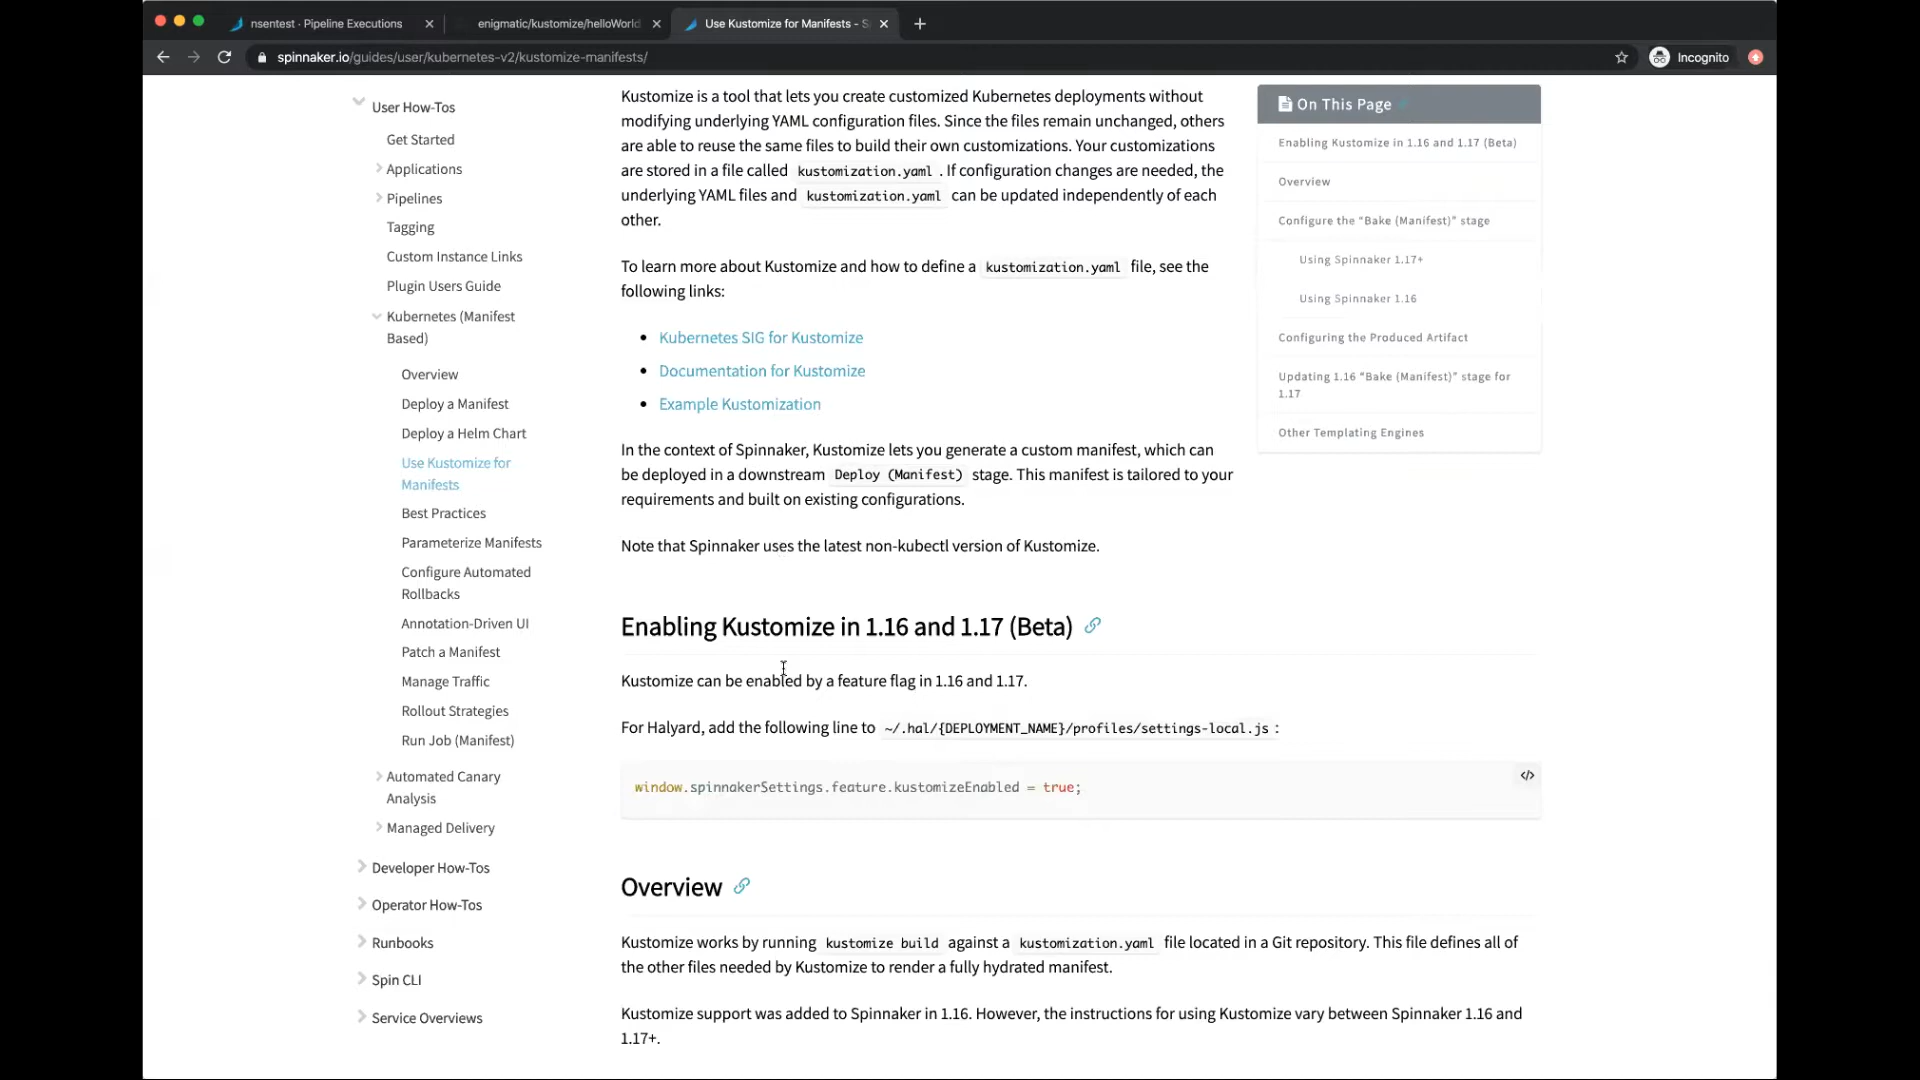 nsentest · Pipeline Executions
enigmatic/kustomize/helloWorld
Use Kustomize for Manifests - S
spinnaker.io/guides/user/kubernetes-v2/kustomize-manifests/
Incognito
User How-Tos
Get Started
Applications
Pipelines
Tagging
Custom Instance Links
Plugin Users Guide
Kubernetes (Manifest
Based)
Overview
Deploy a Manifest
Deploy a Helm Chart
Use Kustomize for
Manifests
Best Practices
Parameterize Manifests
Configure Automated
Rollbacks
Annotation-Driven UI
Patch a Manifest
Manage Traffic
Rollout Strategies
Run Job (Manifest)
Automated Canary
Analysis
Managed Delivery
Developer How-Tos
Operator How-Tos
Runbooks
Spin CLI
Service Overviews
Kustomize is a tool that lets you create customized Kubernetes deployments without
modifying underlying YAML configuration files. Since the files remain unchanged, others
are able to reuse the same files to build their own customizations. Your customizations
are stored in a file called kustomization.yaml . If configuration changes are needed, the
underlying YAML files and kustomization.yaml can be updated independently of each
other.
To learn more about Kustomize and how to define a kustomization.yaml file, see the
following links:
Kubernetes SIG for Kustomize
Documentation for Kustomize
Example Kustomization
In the context of Spinnaker, Kustomize lets you generate a custom manifest, which can
be deployed in a downstream Deploy (Manifest) stage. This manifest is tailored to your
requirements and built on existing configurations.
Note that Spinnaker uses the latest non-kubectl version of Kustomize.
Enabling Kustomize in 1.16 and 1.17 (Beta)
Kustomize can be enabled by a feature flag in 1.16 and 1.17.
For Halyard, add the following line to ~/.hal/{DEPLOYMENT_NAME}/profiles/settings-local.js :
window.spinnakerSettings.feature.kustomizeEnabled = true;
</>
Overview
Kustomize works by running kustomize build against a kustomization.yaml file located in a Git repository. This file defines all of
the other files needed by Kustomize to render a fully hydrated manifest.
Kustomize support was added to Spinnaker in 1.16. However, the instructions for using Kustomize vary between Spinnaker 1.16 and
1.17+.
On This Page
Enabling Kustomize in 1.16 and 1.17 (Beta)
Overview
Configure the “Bake (Manifest)” stage
Using Spinnaker 1.17+
Using Spinnaker 1.16
Configuring the Produced Artifact
Updating 1.16 “Bake (Manifest)” stage for
1.17
Other Templating Engines